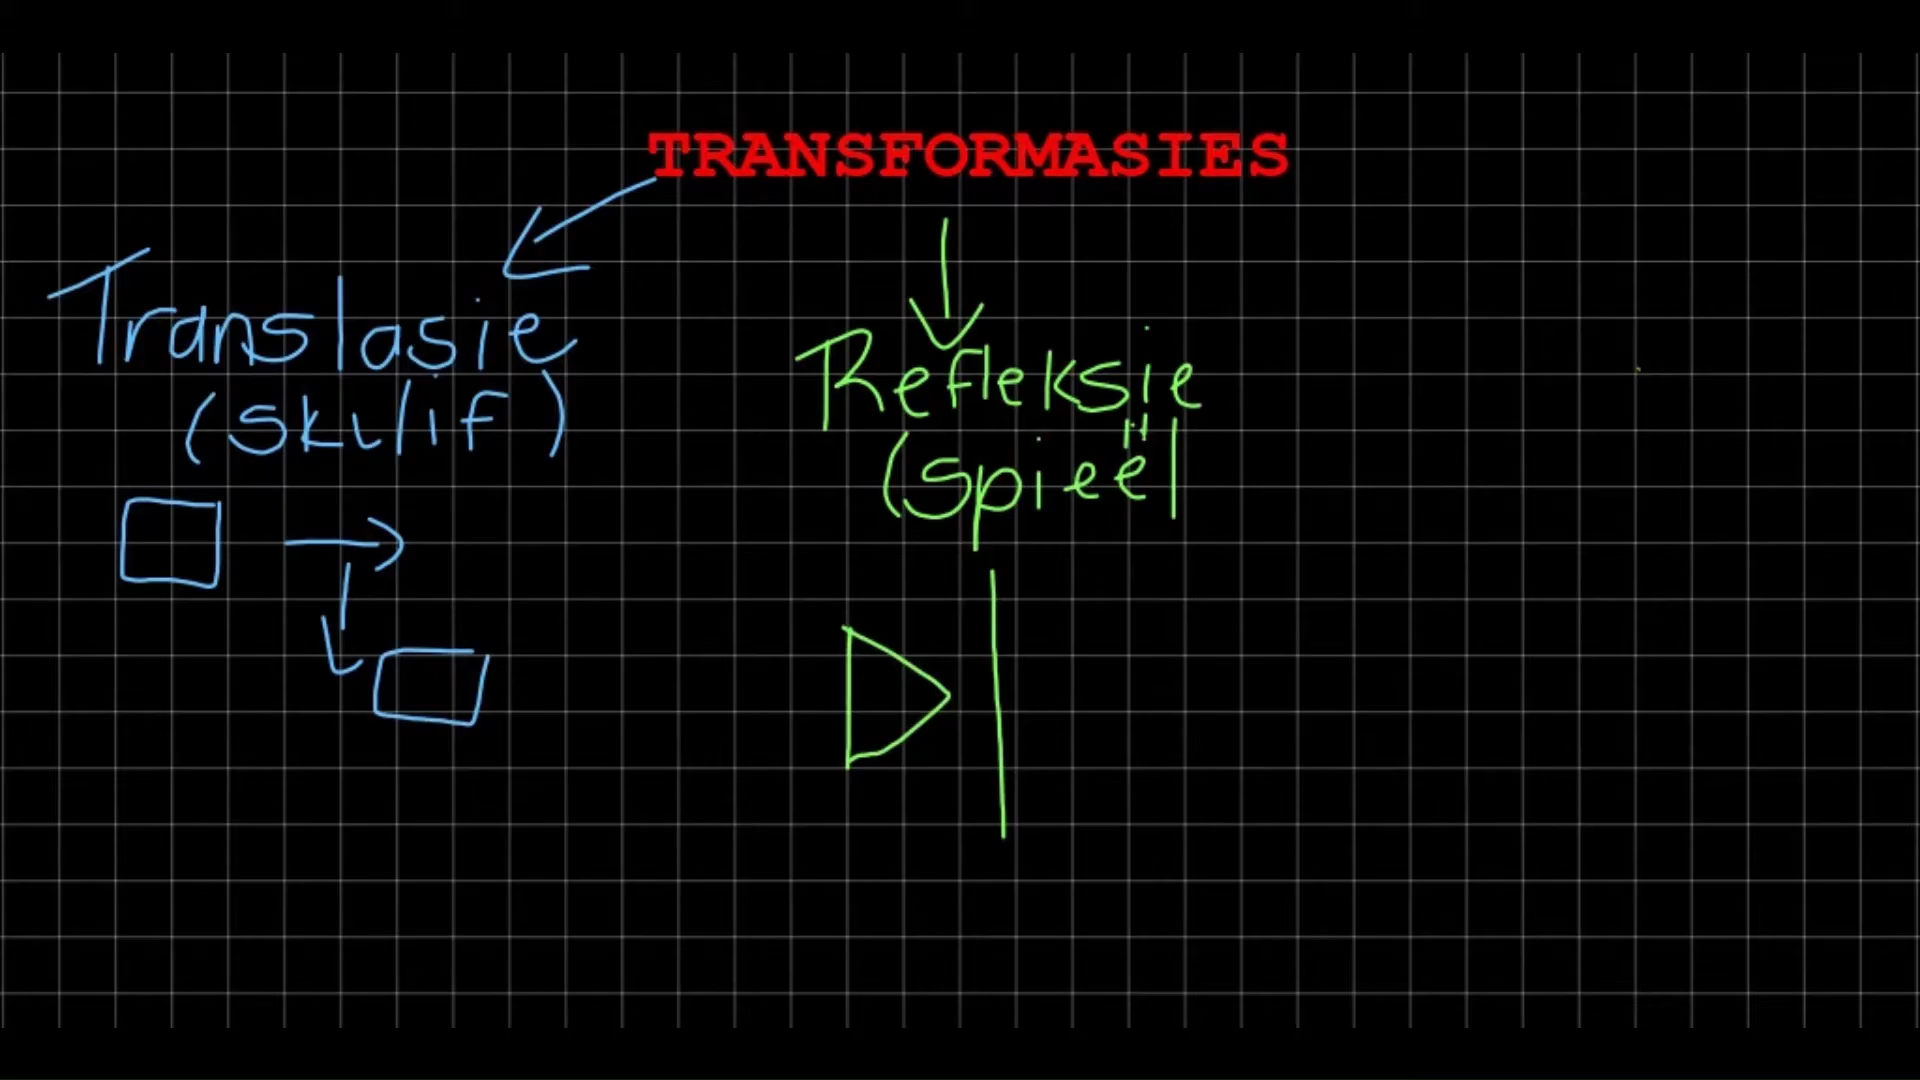 TRANSFORMASIES
Translasie
(skuif)
Refleksie
(spieël